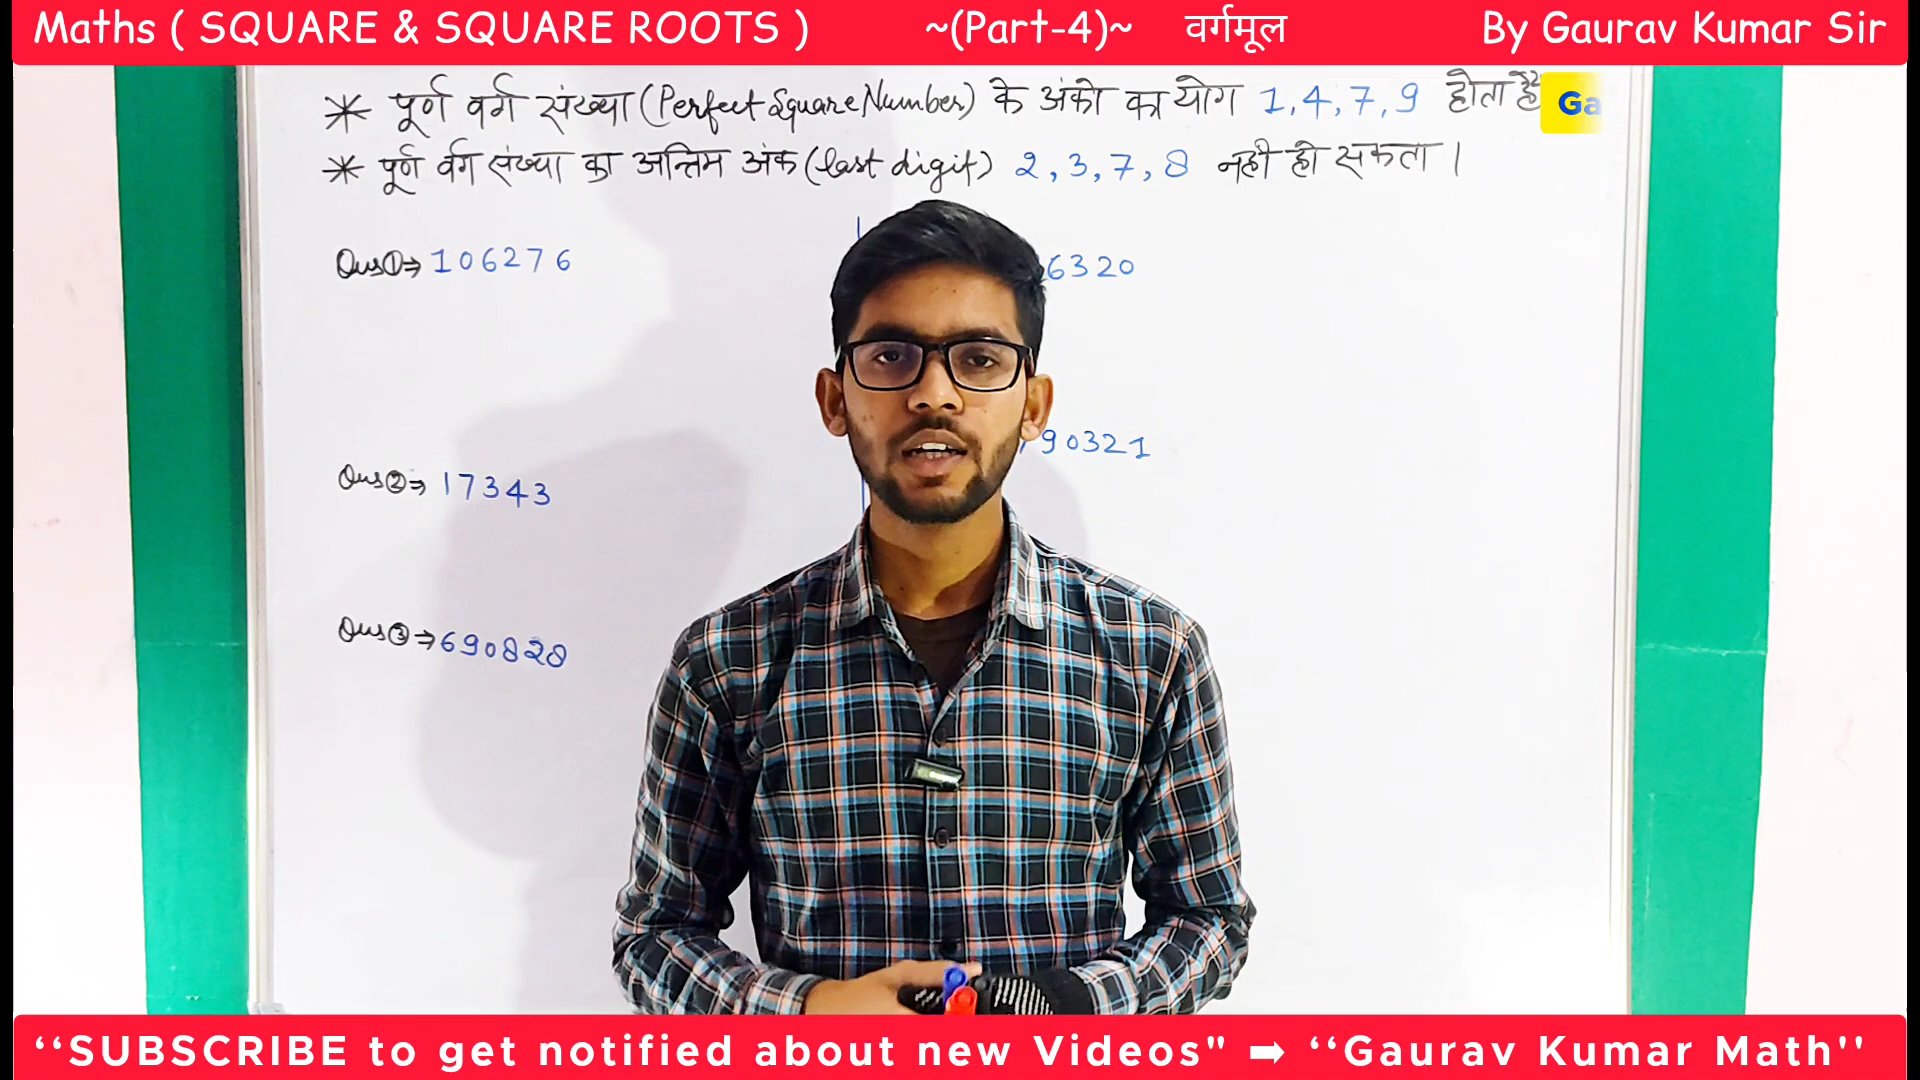 Maths ( SQUARE & SQUARE ROOTS ) ~(Part-4)~ वर्गमूल By Gaurav Kumar Sir
* पूर्ण वर्ग संख्या (Perfect Square Number) के अंको का योग 1, 4, 7, 9 होता है
Ga
* पूर्ण वर्ग संख्या का अन्तिम अंक (last digit) 2, 3, 7, 8 नही हो सकता।
Qus① ⇒ 106276
6320
90321
Qus② ⇒ 17343
Qus③ ⇒ 690828
‘‘SUBSCRIBE to get notified about new Videos" ➡ ‘‘Gaurav Kumar Math''